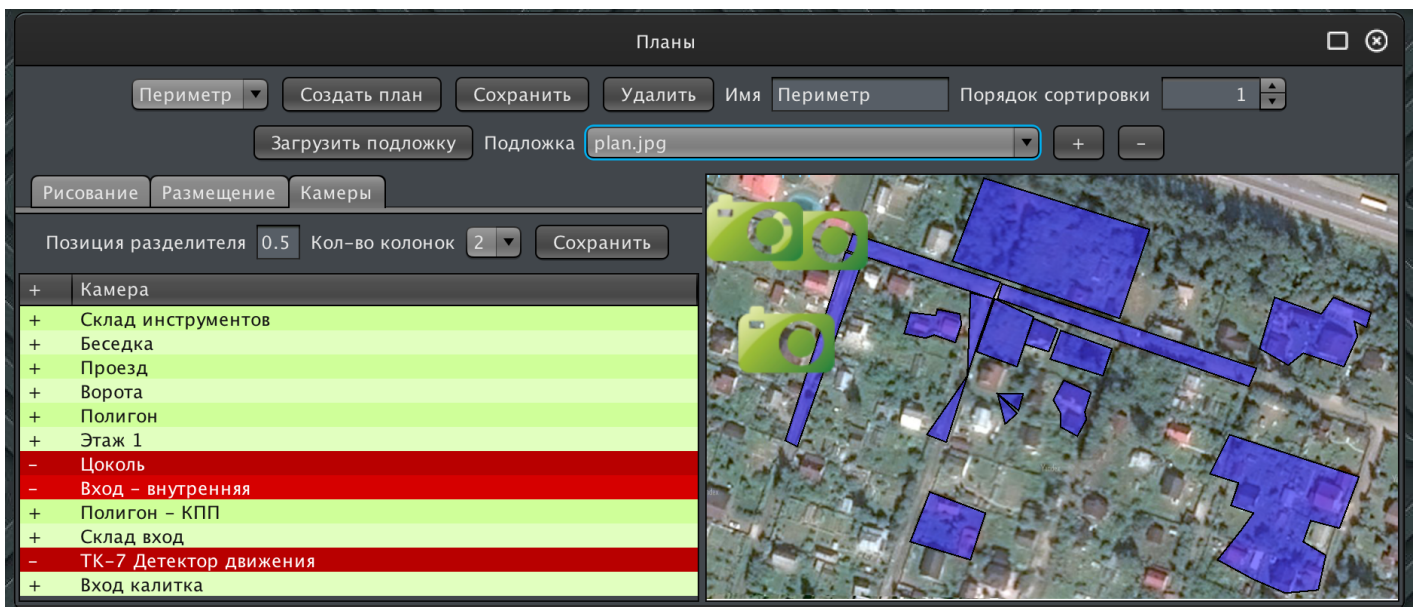 Планы
Периметр Создать план Сохранить Удалить Имя Периметр Порядок сортировки 1
Загрузить подложку Подложка plan.jpg + -
Рисование Размещение Камеры
Позиция разделителя 0.5 Кол-во колонок 2 Сохранить
+ Камера
+ Склад инструментов
+ Беседка
+ Проезд
+ Ворота
+ Полигон
+ Этаж 1
- Цоколь
- Вход - внутренняя
+ Полигон - КПП
+ Склад вход
- ТК-7 Детектор движения
+ Вход калитка